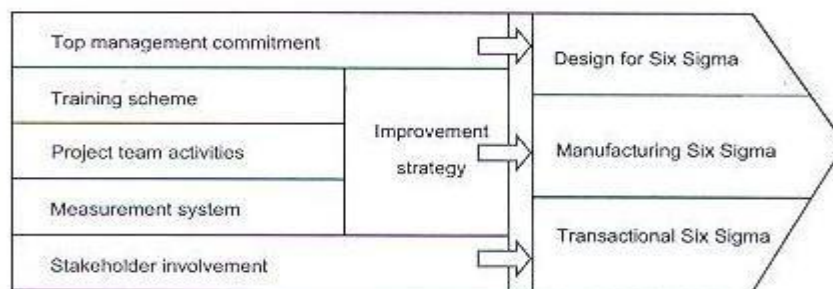 Top management commitment
Training scheme
Project team activities
Measurement system
Stakeholder involvement
Improvement
strategy
Design for Six Sigma
Manufacturing Six Sigma
Transactional Six Sigma